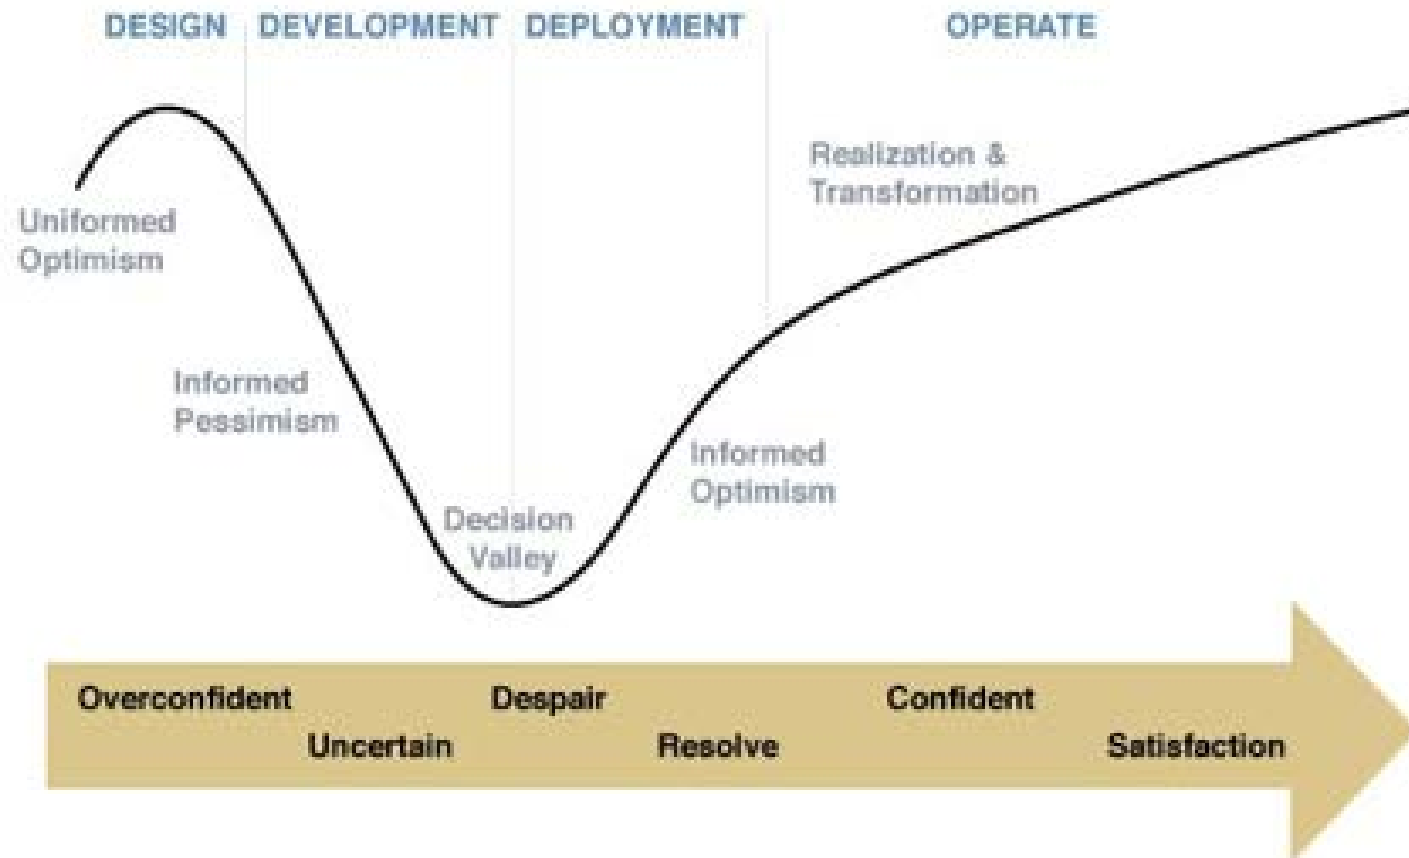 DESIGN DEVELOPMENT DEPLOYMENT OPERATE
Realization &
Transformation
Uniformed
Optimism
Informed
Pessimism
Informed
Optimism
Decision
Valley
Overconfident Despair Confident
Uncertain Resolve Satisfaction